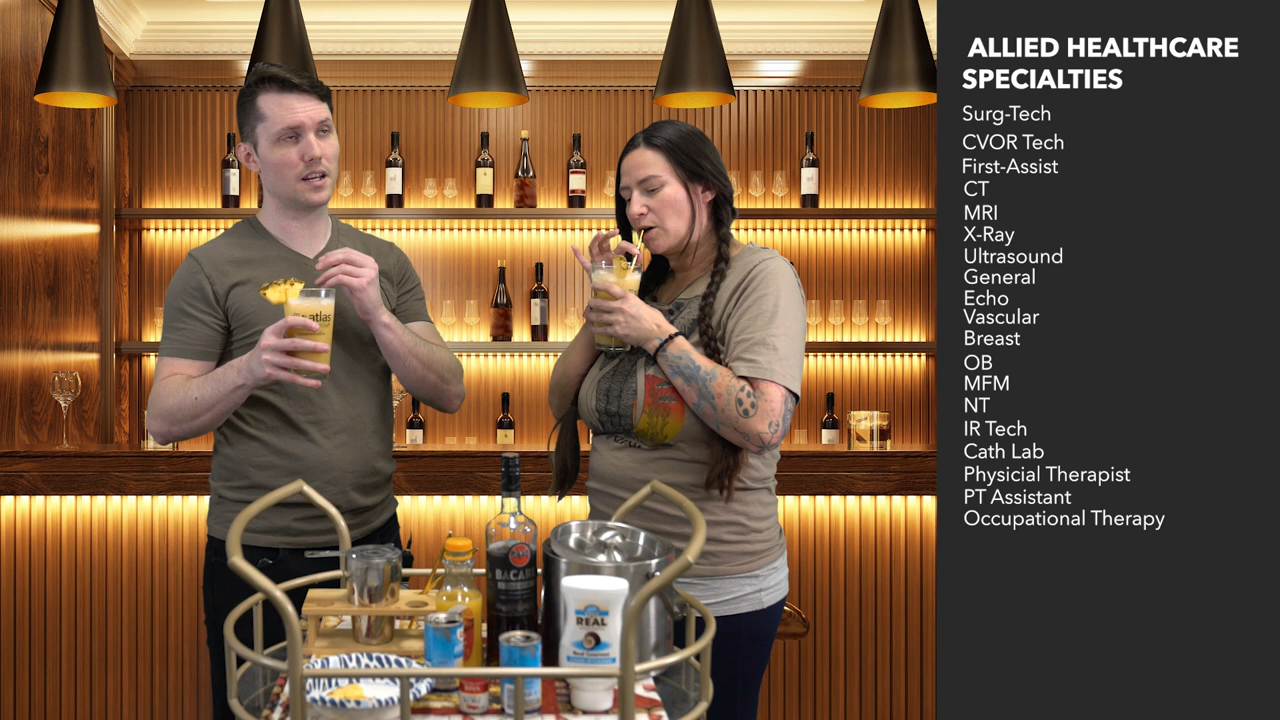 ALLIED HEALTHCARE
SPECIALTIES
Surg-Tech
CVOR Tech
First-Assist
CT
MRI
X-Ray
Ultrasound
General
Echo
Vascular
Breast
OB
MFM
NT
IR Tech
Cath Lab
Physicial Therapist
PT Assistant
Occupational Therapy
atlas
BACARDI
REAL